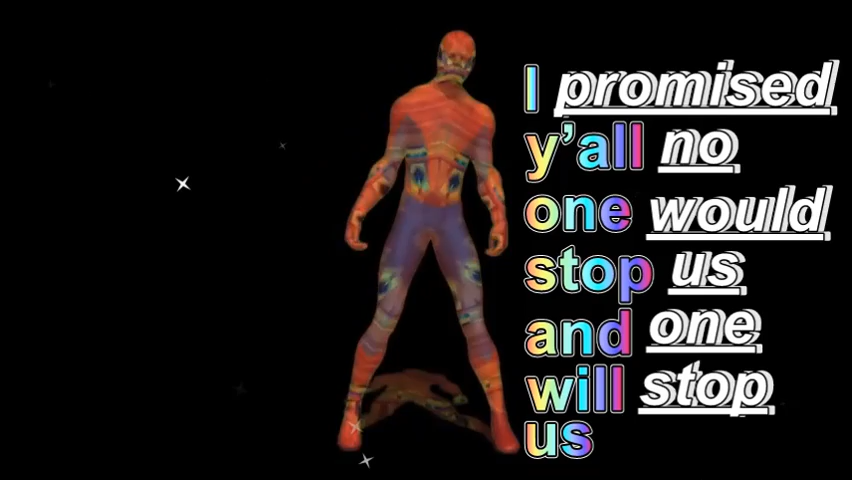 I promised
y'all no
one would
stop us
and one
will stop
us